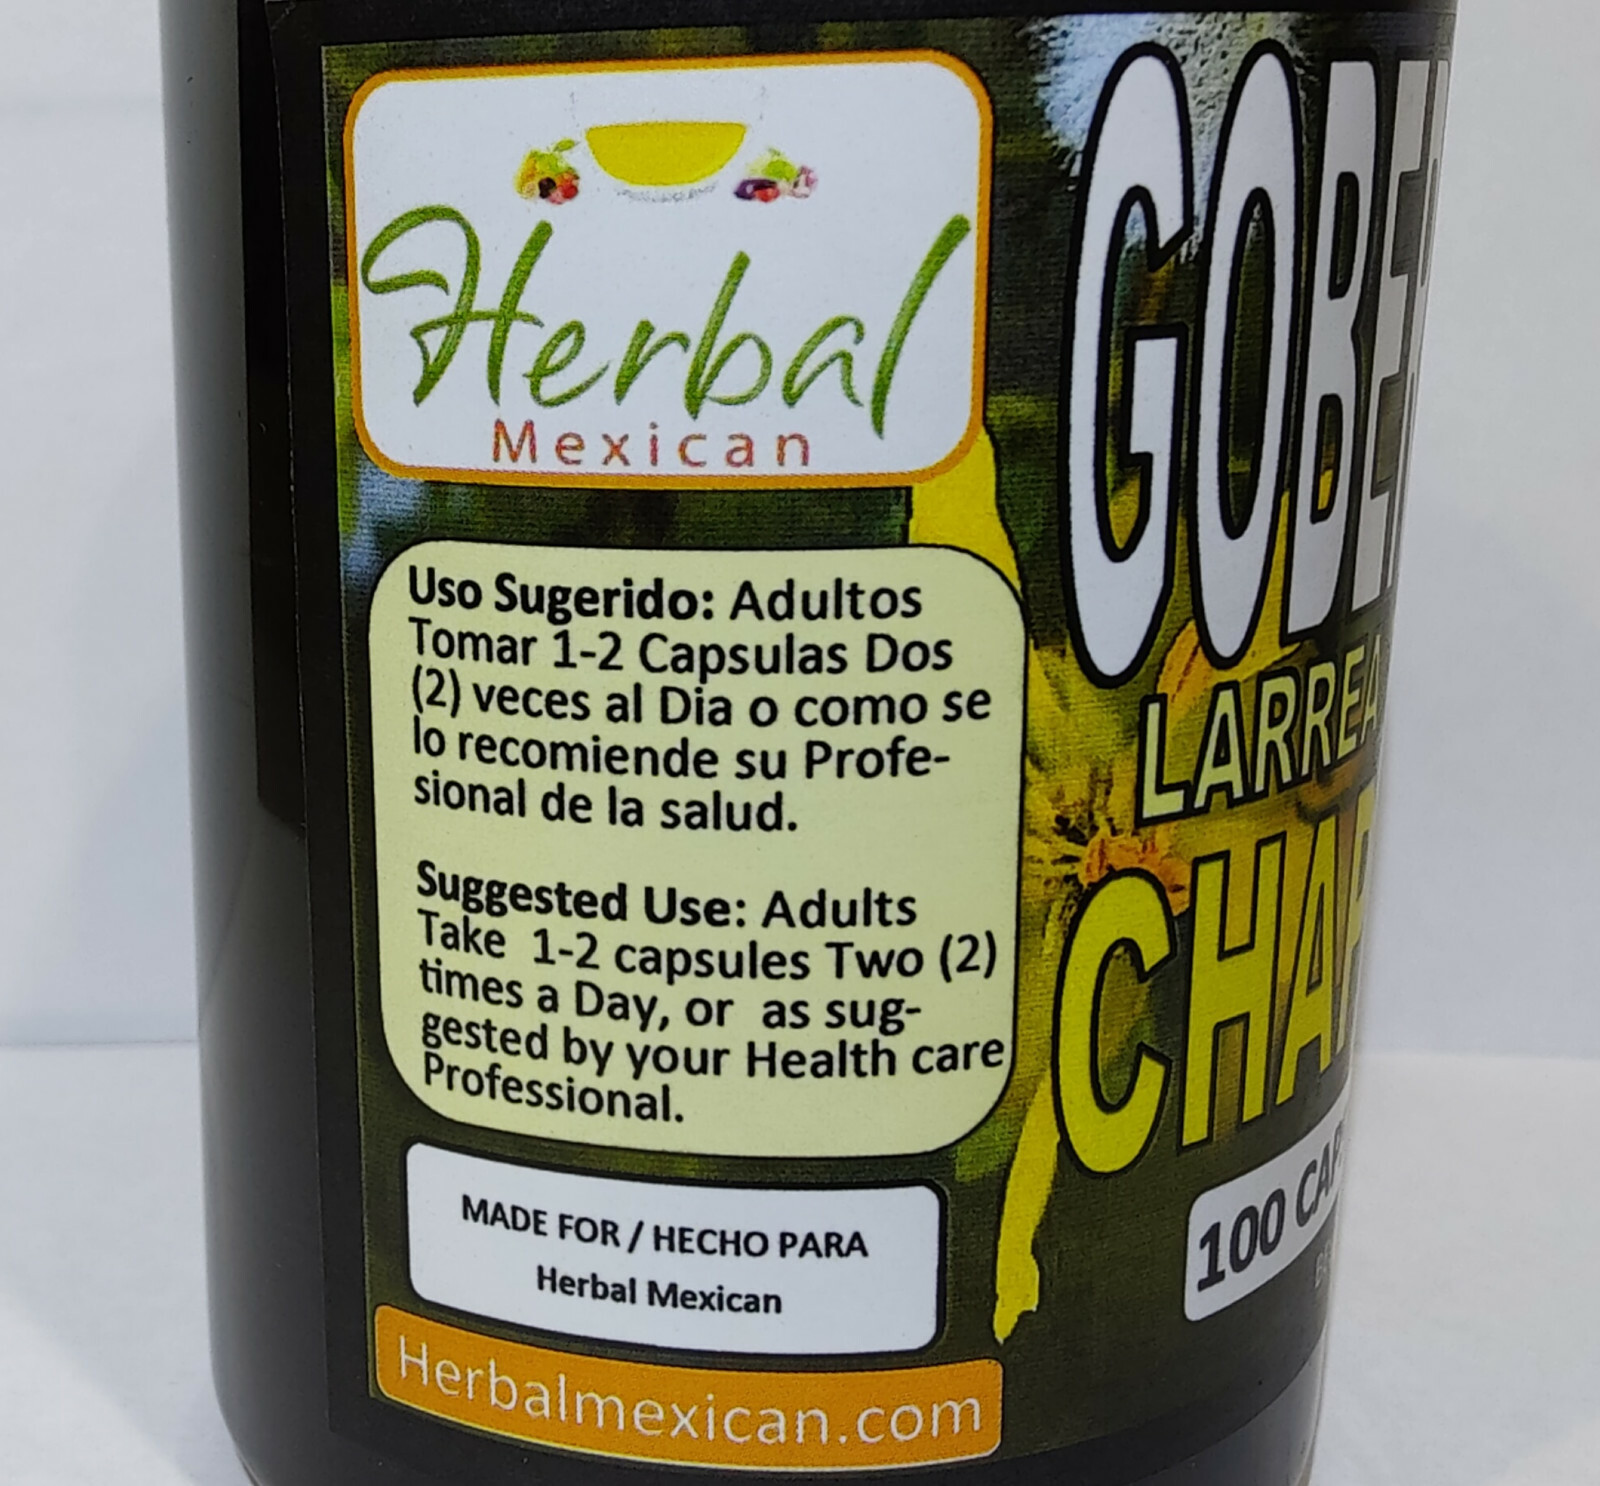 Herbal
Mexican
Uso Sugerido: Adultos
Tomar 1-2 Capsulas Dos
(2) veces al Dia o como se
lo recomiende su Profe-
sional de la salud.
Suggested Use: Adults
Take 1-2 capsules Two (2)
times a Day, or as sug-
gested by your Health care
Professional.
MADE FOR / HECHO PARA
Herbal Mexican
Herbalmexican.com
LARREA
100